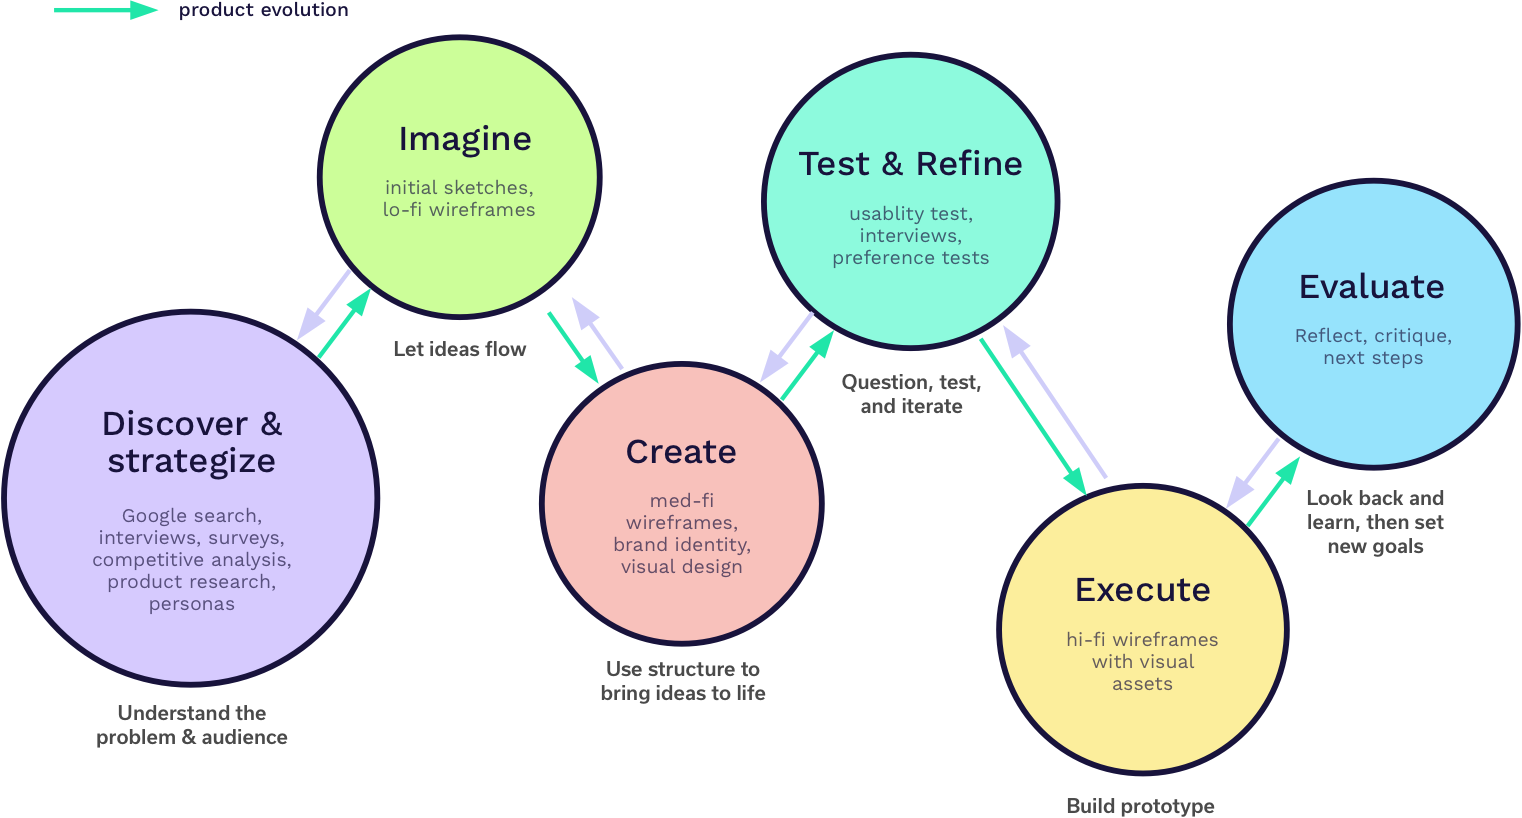 product evolution
Imagine
initial sketches,
lo-fi wireframes
Let ideas flow
Test & Refine
usablity test,
interviews,
preference tests
Question, test,
and iterate
Evaluate
Reflect, critique,
next steps
Look back and
learn, then set
new goals
Discover &
strategize
Google search,
interviews, surveys,
competitive analysis,
product research,
personas
Understand the
problem & audience
Create
med-fi
wireframes,
brand identity,
visual design
Use structure to
bring ideas to life
Execute
hi-fi wireframes
with visual
assets
Build prototype